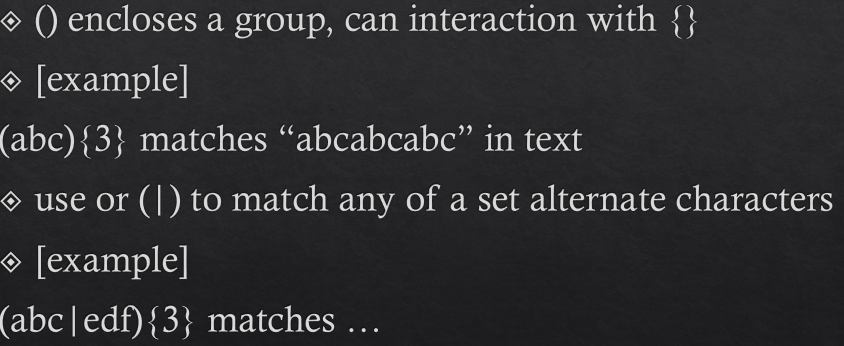 () encloses a group, can interaction with {}
[example]
(abc){3} matches “abcabcabc” in text
use or (|) to match any of a set alternate characters
[example]
(abc|edf){3} matches …